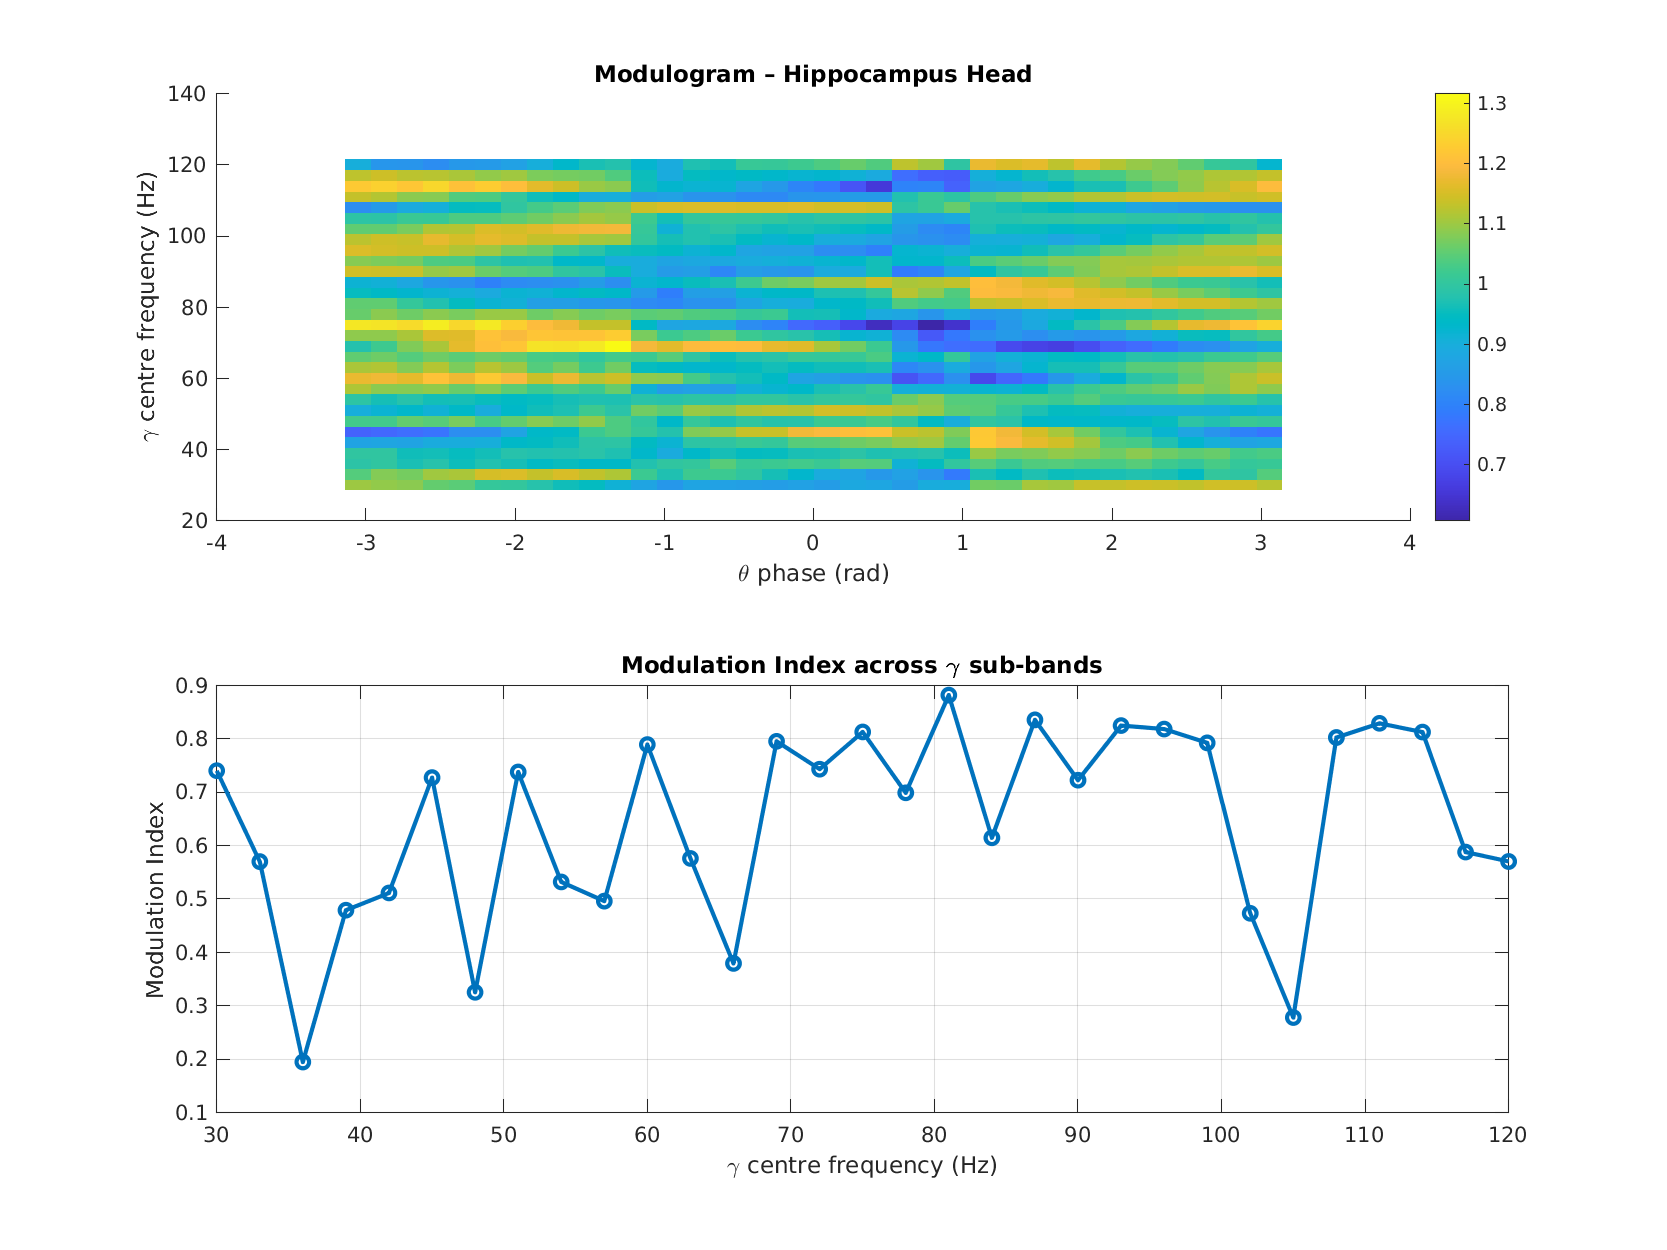 Modulogram – Hippocampus Head
140
120
100
80
60
40
20
γ centre frequency (Hz)
-4 -3 -2 -1 0 1 2 3 4
θ phase (rad)
1.3
1.2
1.1
1
0.9
0.8
0.7
Modulation Index across γ sub-bands
0.9
0.8
0.7
0.6
0.5
0.4
0.3
0.2
0.1
Modulation Index
30 40 50 60 70 80 90 100 110 120
γ centre frequency (Hz)